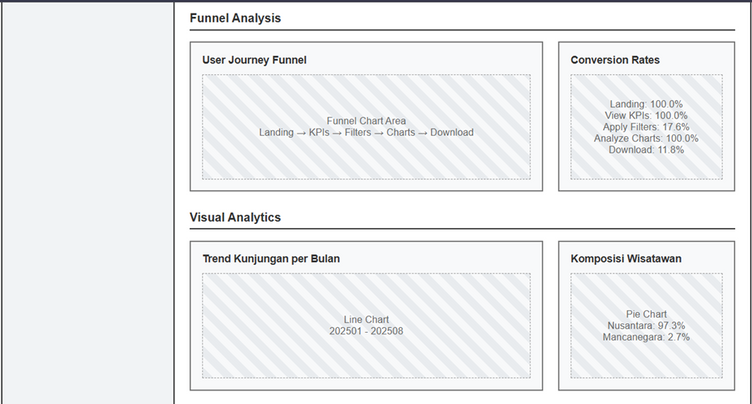 Funnel Analysis
User Journey Funnel
Funnel Chart Area
Landing → KPIs → Filters → Charts → Download
Conversion Rates
Landing: 100.0%
View KPIs: 100.0%
Apply Filters: 17.6%
Analyze Charts: 100.0%
Download: 11.8%
Visual Analytics
Trend Kunjungan per Bulan
Line Chart
202501 - 202508
Komposisi Wisatawan
Pie Chart
Nusantara: 97.3%
Mancanegara: 2.7%